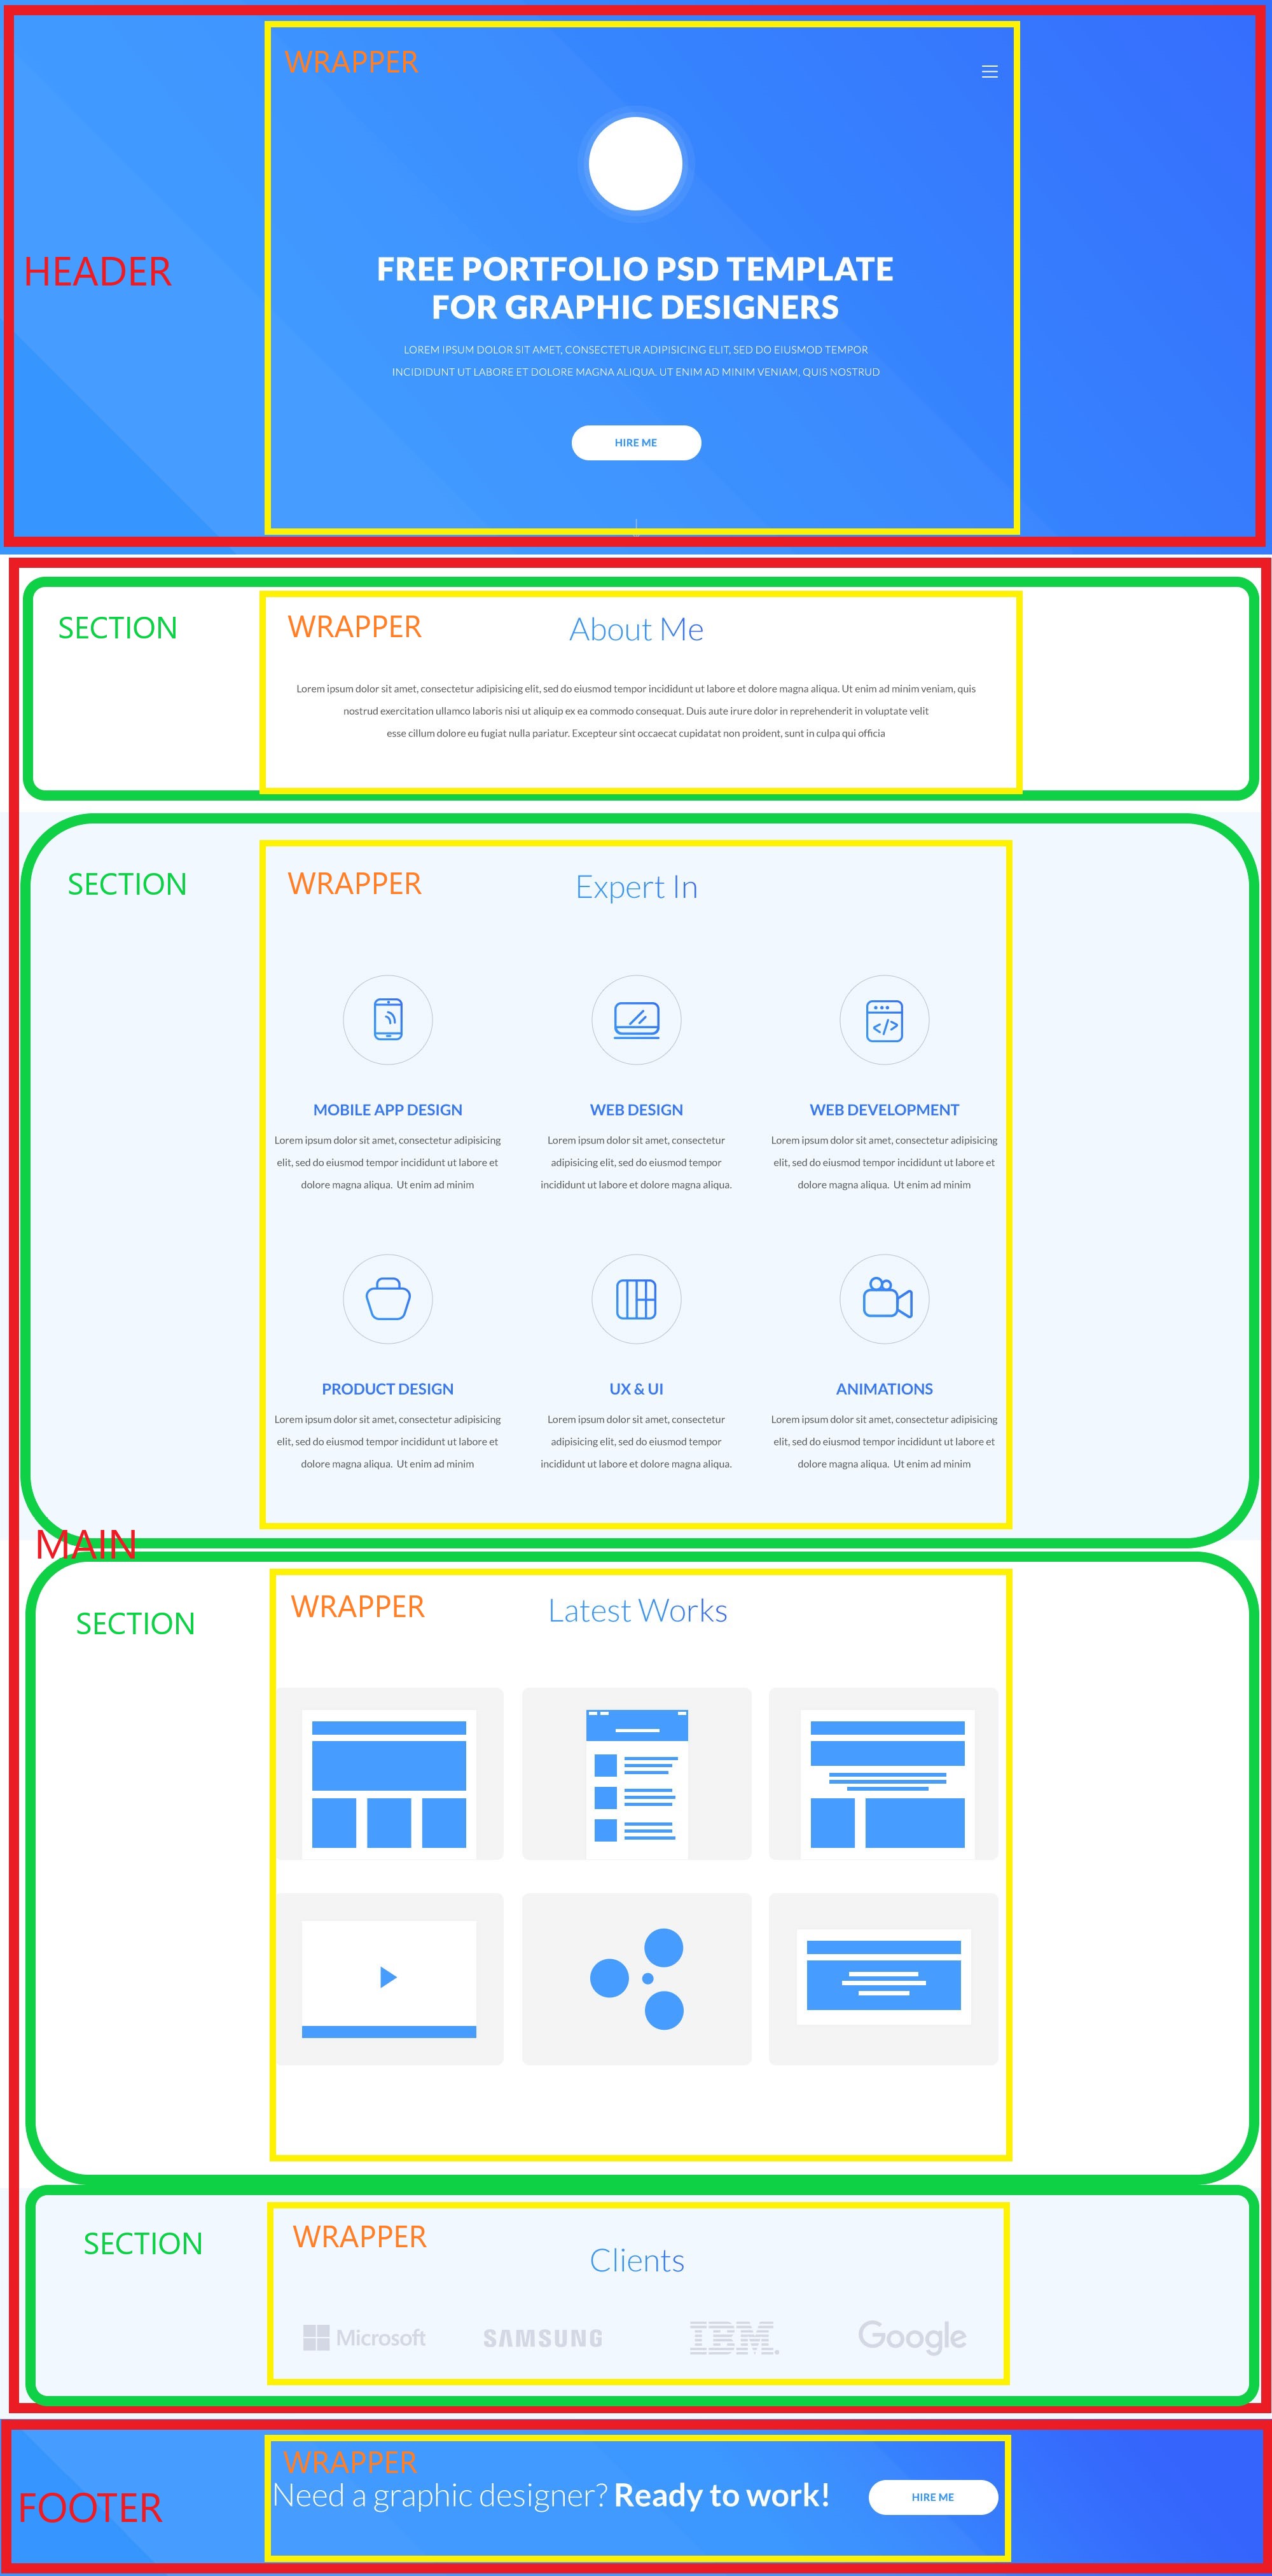 WRAPPER
HEADER
FREE PORTFOLIO PSD TEMPLATE
FOR GRAPHIC DESIGNERS
LOREM IPSUM DOLOR SIT AMET, CONSECTETUR ADIPISICING ELIT, SED DO EIUSMOD TEMPOR
INCIDIDUNT UT LABORE ET DOLORE MAGNA ALIQUA. UT ENIM AD MINIM VENIAM, QUIS NOSTRUD
HIRE ME
SECTION
WRAPPER
About Me
Lorem ipsum dolor sit amet, consectetur adipisicing elit, sed do eiusmod tempor incididunt ut labore et dolore magna aliqua. Ut enim ad minim veniam, quis
nostrud exercitation ullamco laboris nisi ut aliquip ex ea commodo consequat. Duis aute irure dolor in reprehenderit in voluptate velit
esse cillum dolore eu fugiat nulla pariatur. Excepteur sint occaecat cupidatat non proident, sunt in culpa qui officia
SECTION
WRAPPER
Expert In
MOBILE APP DESIGN
Lorem ipsum dolor sit amet, consectetur adipisicing
elit, sed do eiusmod tempor incididunt ut labore et
dolore magna aliqua. Ut enim ad minim
WEB DESIGN
Lorem ipsum dolor sit amet, consectetur
adipisicing elit, sed do eiusmod tempor
incididunt ut labore et dolore magna aliqua.
WEB DEVELOPMENT
Lorem ipsum dolor sit amet, consectetur adipisicing
elit, sed do eiusmod tempor incididunt ut labore et
dolore magna aliqua. Ut enim ad minim
PRODUCT DESIGN
Lorem ipsum dolor sit amet, consectetur adipisicing
elit, sed do eiusmod tempor incididunt ut labore et
dolore magna aliqua. Ut enim ad minim
UX & UI
Lorem ipsum dolor sit amet, consectetur
adipisicing elit, sed do eiusmod tempor
incididunt ut labore et dolore magna aliqua.
ANIMATIONS
Lorem ipsum dolor sit amet, consectetur adipisicing
elit, sed do eiusmod tempor incididunt ut labore et
dolore magna aliqua. Ut enim ad minim
MAIN
SECTION
WRAPPER
Latest Works
SECTION
WRAPPER
Clients
Microsoft
SAMSUNG
IBM.
Google
FOOTER
WRAPPER
Need a graphic designer? Ready to work!
HIRE ME